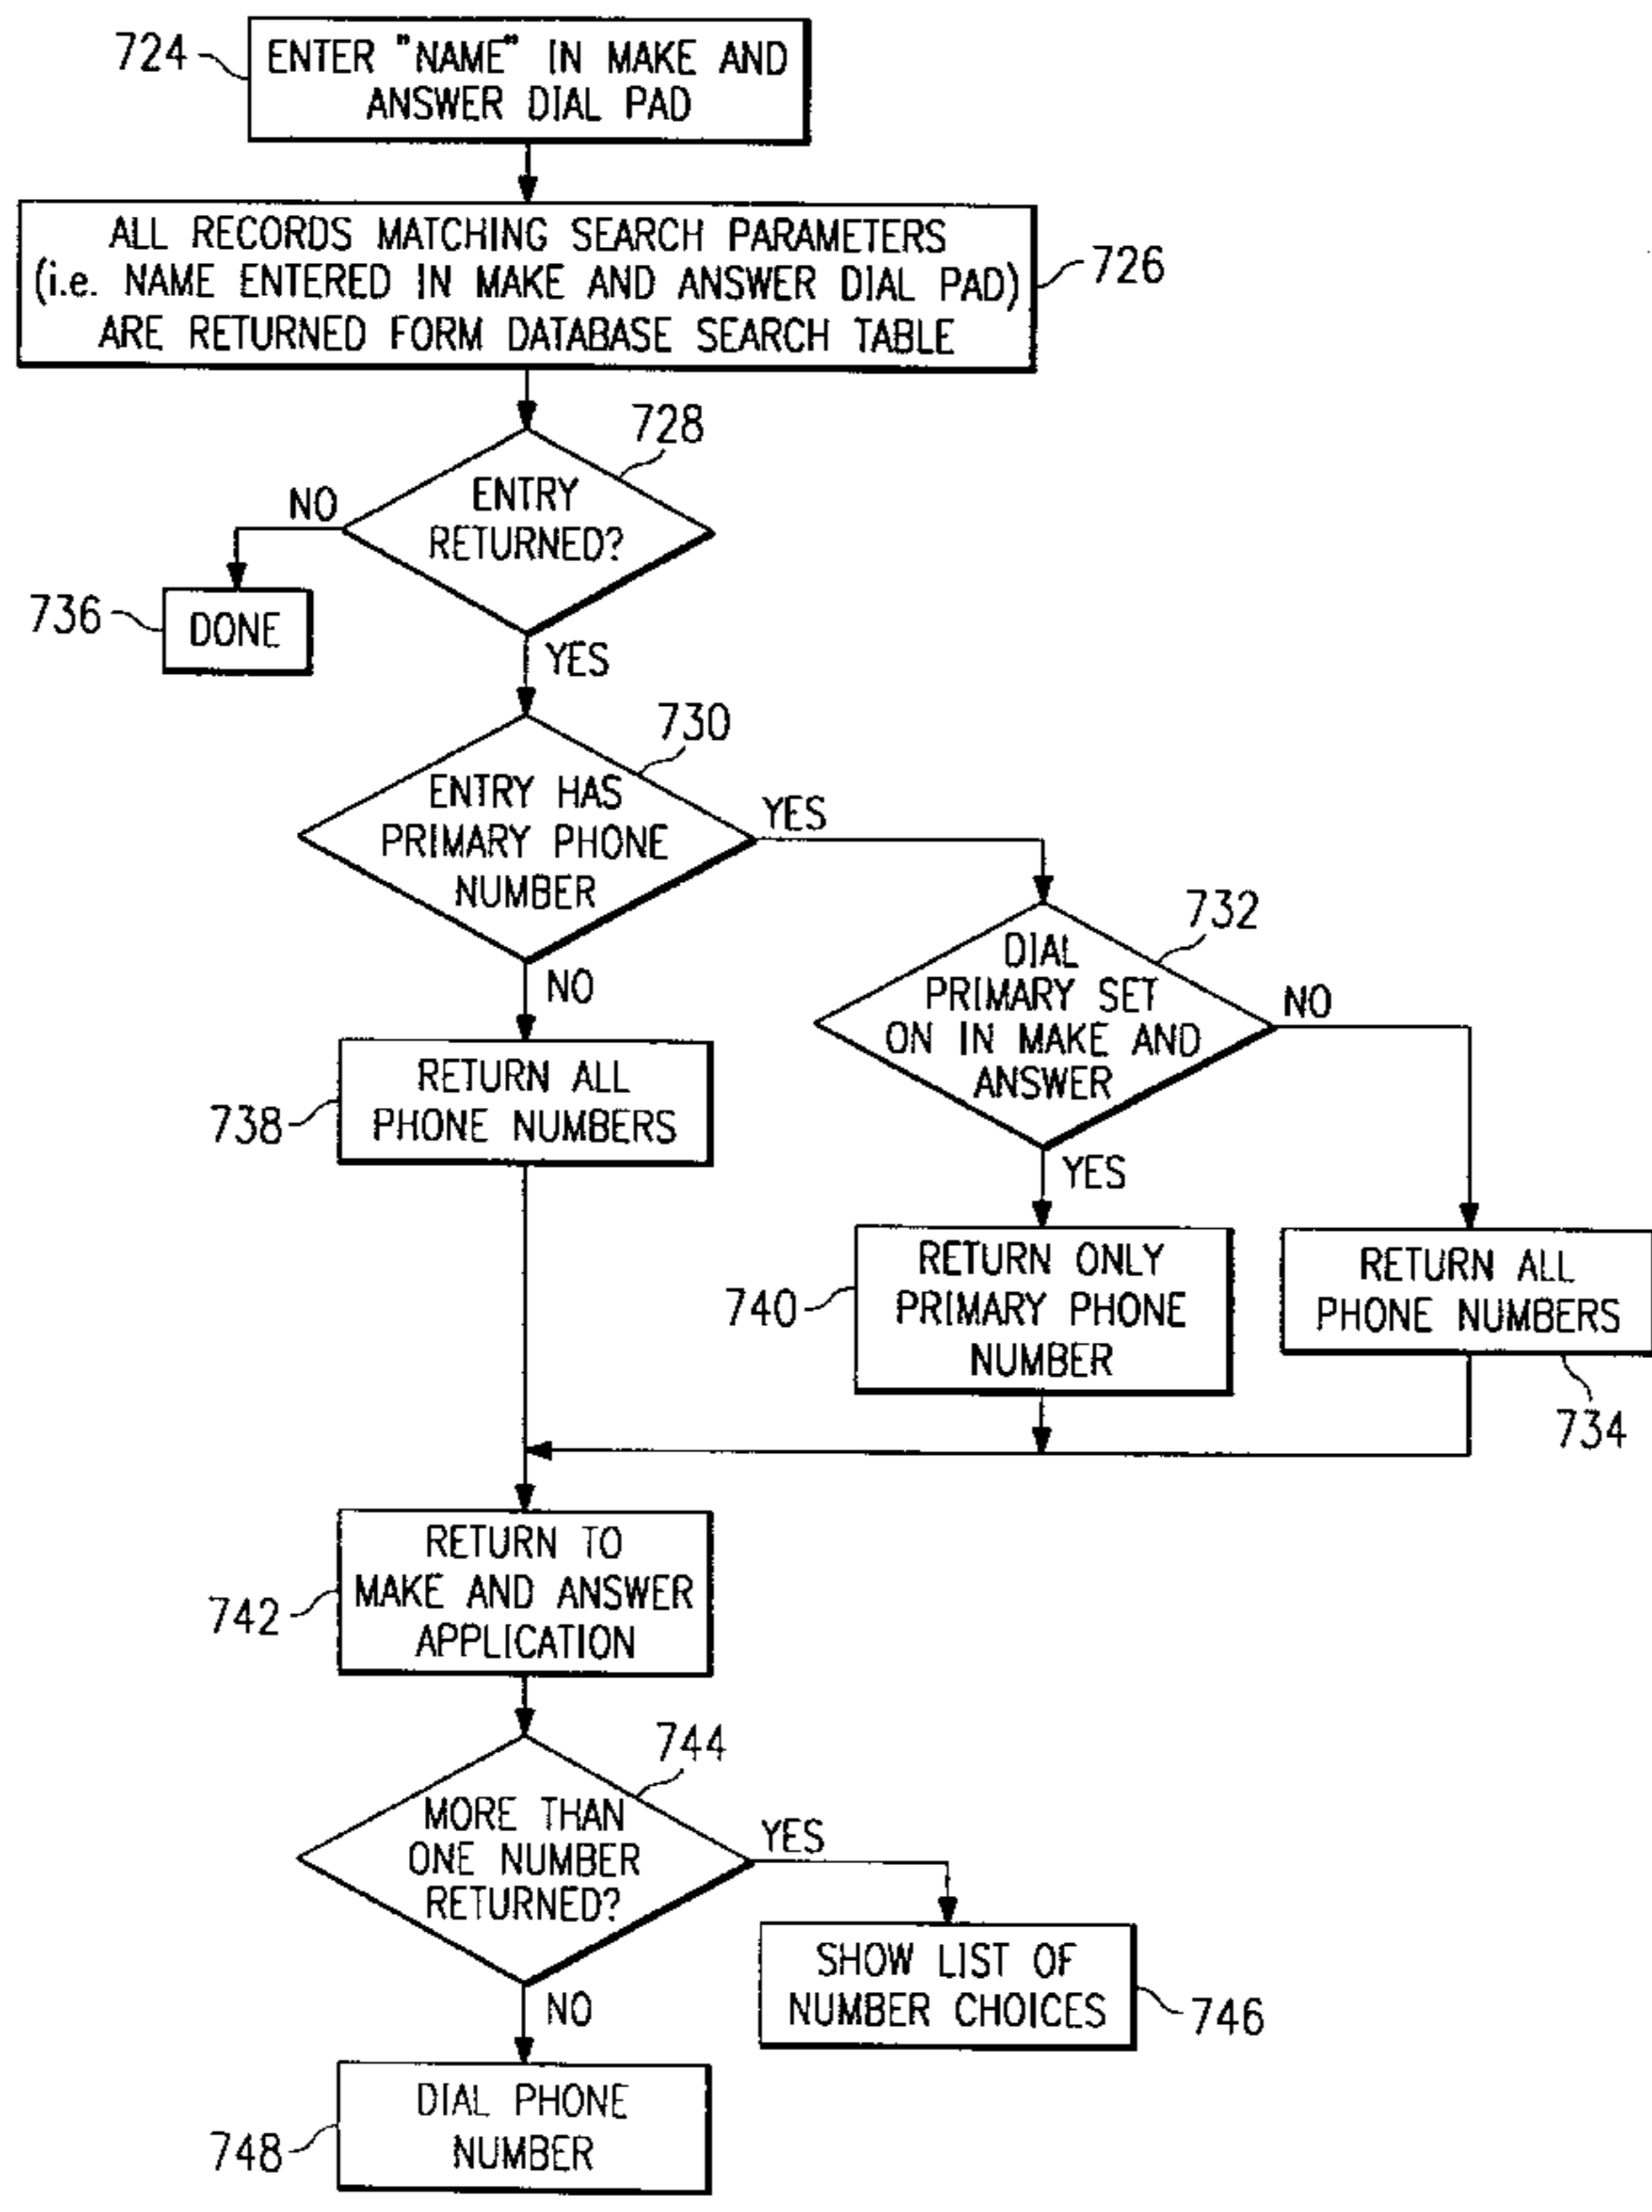 724
ENTER "NAME" IN MAKE AND
ANSWER DIAL PAD
ALL RECORDS MATCHING SEARCH PARAMETERS
(i.e. NAME ENTERED IN MAKE AND ANSWER DIAL PAD)
ARE RETURNED FORM DATABASE SEARCH TABLE
726
728
ENTRY
RETURNED?
NO
736
DONE
YES
730
ENTRY HAS
PRIMARY PHONE
NUMBER
YES
732
DIAL
PRIMARY SET
ON IN MAKE AND
ANSWER
NO
NO
738
RETURN ALL
PHONE NUMBERS
YES
740
RETURN ONLY
PRIMARY PHONE
NUMBER
RETURN ALL
PHONE NUMBERS
734
742
RETURN TO
MAKE AND ANSWER
APPLICATION
744
MORE THAN
ONE NUMBER
RETURNED?
YES
SHOW LIST OF
NUMBER CHOICES
746
NO
748
DIAL PHONE
NUMBER